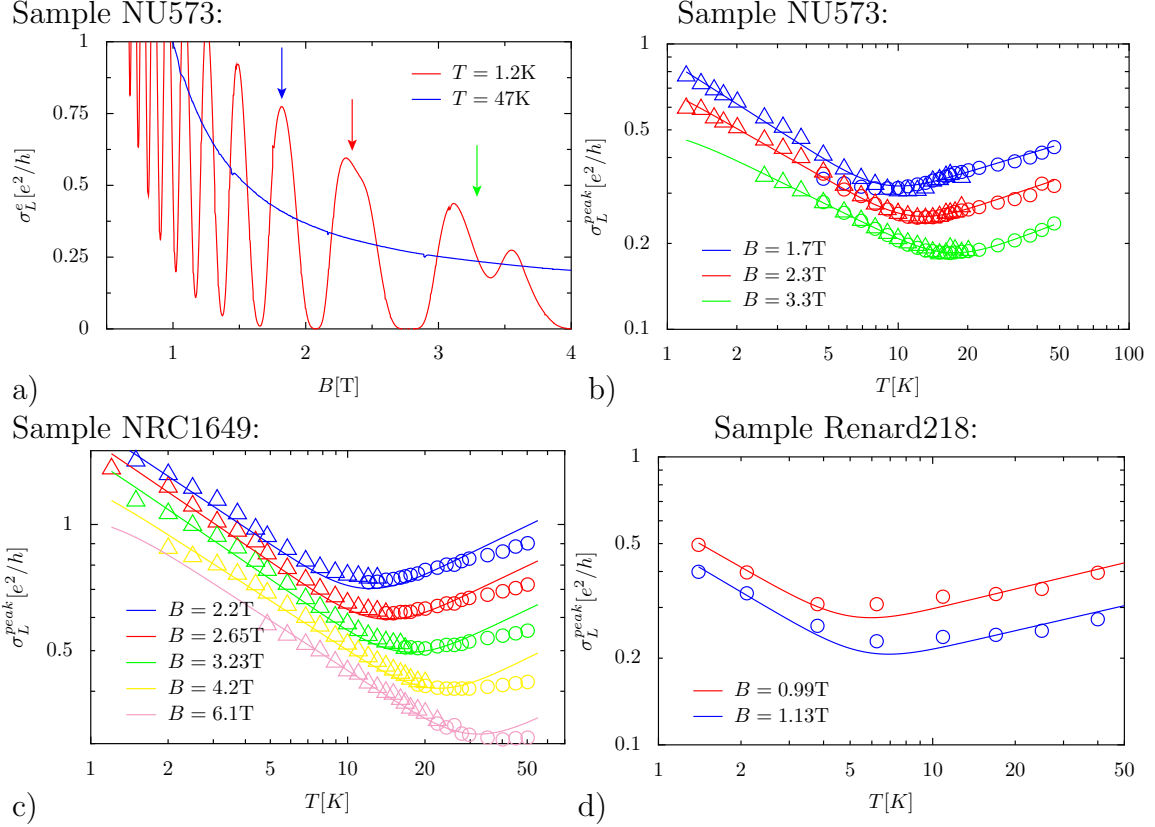 Sample NU573:
Sample NU573:
σ_L^e [e²/h]
1
0.75
0.5
0.25
0
1
2
3
4
B[T]
T = 1.2K
T = 47K
a)
σ_L^{peak} [e²/h]
1
0.5
0.2
0.1
1
2
5
10
20
50
100
T[K]
B = 1.7T
B = 2.3T
B = 3.3T
b)
Sample NRC1649:
Sample Renard218:
σ_L^{peak} [e²/h]
1
0.5
1
2
5
10
20
50
T[K]
B = 2.2T
B = 2.65T
B = 3.23T
B = 4.2T
B = 6.1T
c)
σ_L^{peak} [e²/h]
1
0.5
0.2
0.1
1
2
5
10
20
50
T[K]
B = 0.99T
B = 1.13T
d)